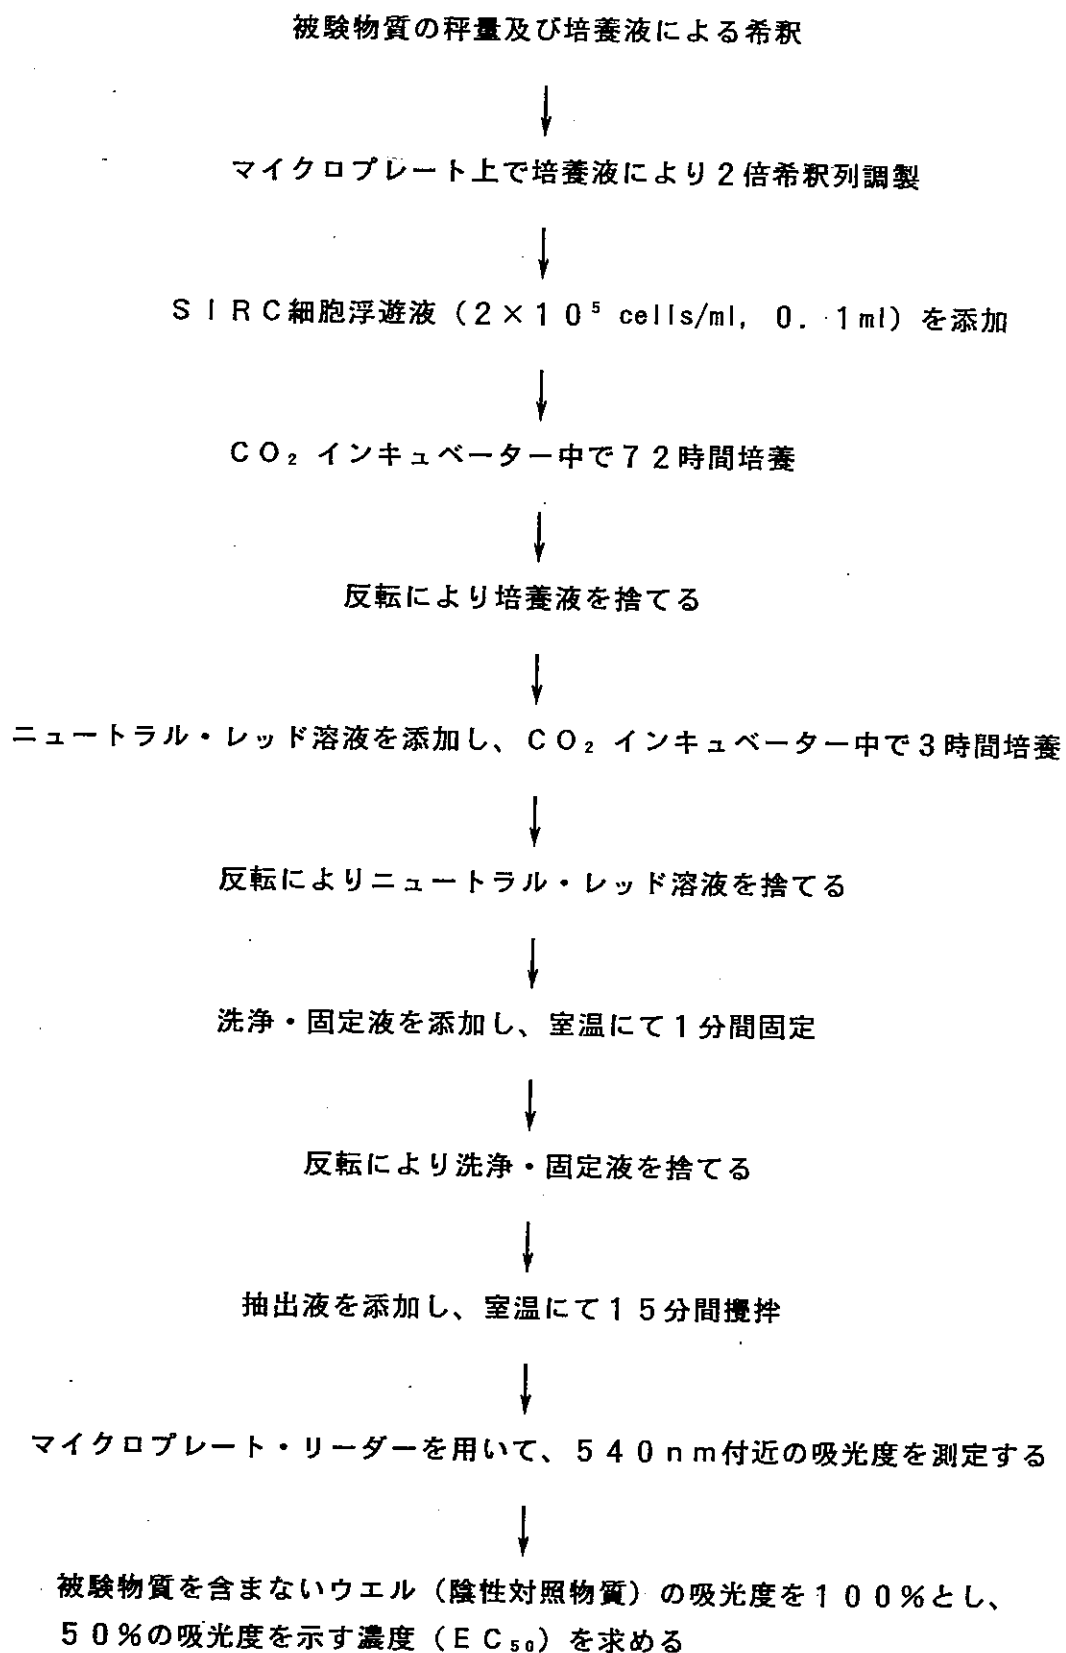 被験物質の秤量及び培養液による希釈
↓
マイクロプレート上で培養液により２倍希釈列調製
↓
ＳＩＲＣ細胞浮遊液（２×１０⁵ cells/ml, ０.１ml）を添加
↓
ＣＯ₂ インキュベーター中で７２時間培養
↓
反転により培養液を捨てる
↓
ニュートラル・レッド溶液を添加し、ＣＯ₂ インキュベーター中で３時間培養
↓
反転によりニュートラル・レッド溶液を捨てる
↓
洗浄・固定液を添加し、室温にて１分間固定
↓
反転により洗浄・固定液を捨てる
↓
抽出液を添加し、室温にて１５分間攪拌
↓
マイクロプレート・リーダーを用いて、５４０ｎｍ付近の吸光度を測定する
↓
被験物質を含まないウエル（陰性対照物質）の吸光度を１００％とし、
５０％の吸光度を示す濃度（ＥＣ₅₀）を求める